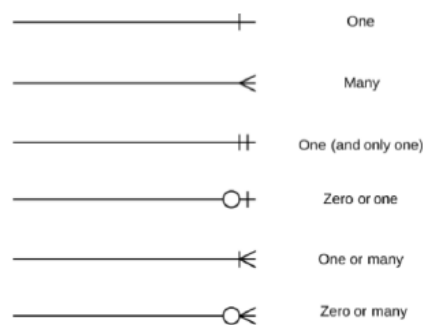 One
Many
One (and only one)
Zero or one
One or many
Zero or many